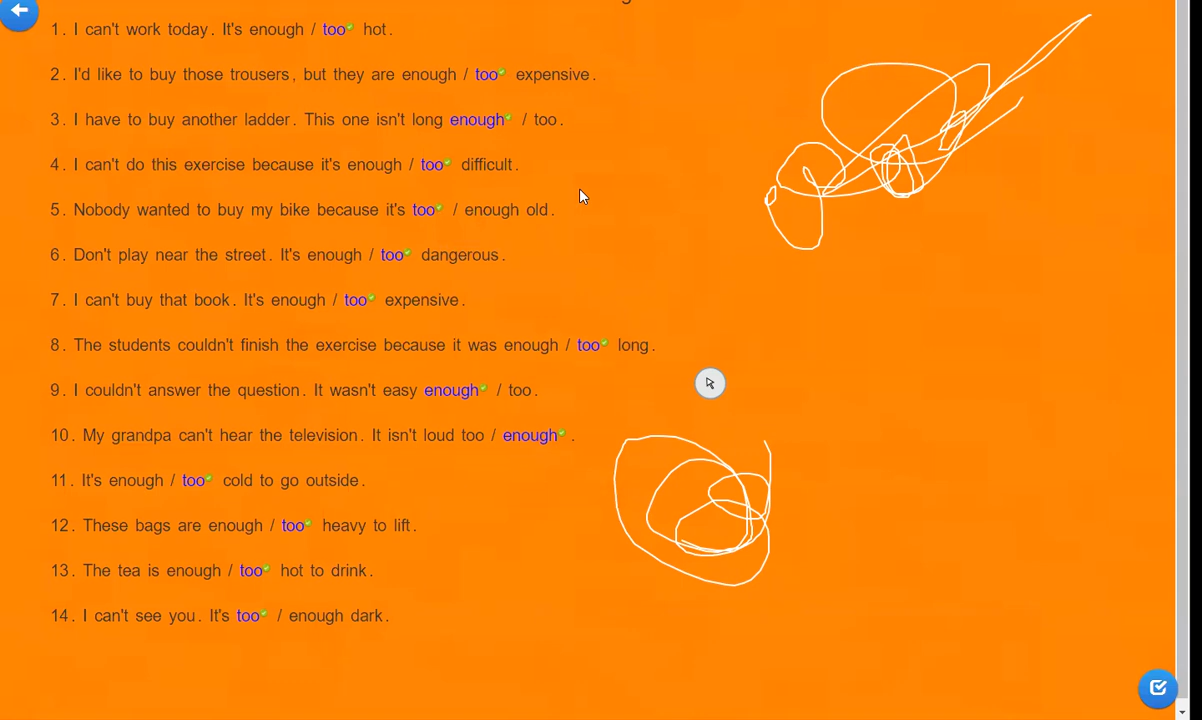 1. I can't work today. It's enough / too hot.
2. I'd like to buy those trousers, but they are enough / too expensive.
3. I have to buy another ladder. This one isn't long enough / too.
4. I can't do this exercise because it's enough / too difficult.
5. Nobody wanted to buy my bike because it's too / enough old.
6. Don't play near the street. It's enough / too dangerous.
7. I can't buy that book. It's enough / too expensive.
8. The students couldn't finish the exercise because it was enough / too long.
9. I couldn't answer the question. It wasn't easy enough / too.
10. My grandpa can't hear the television. It isn't loud too / enough.
11. It's enough / too cold to go outside.
12. These bags are enough / too heavy to lift.
13. The tea is enough / too hot to drink.
14. I can't see you. It's too / enough dark.